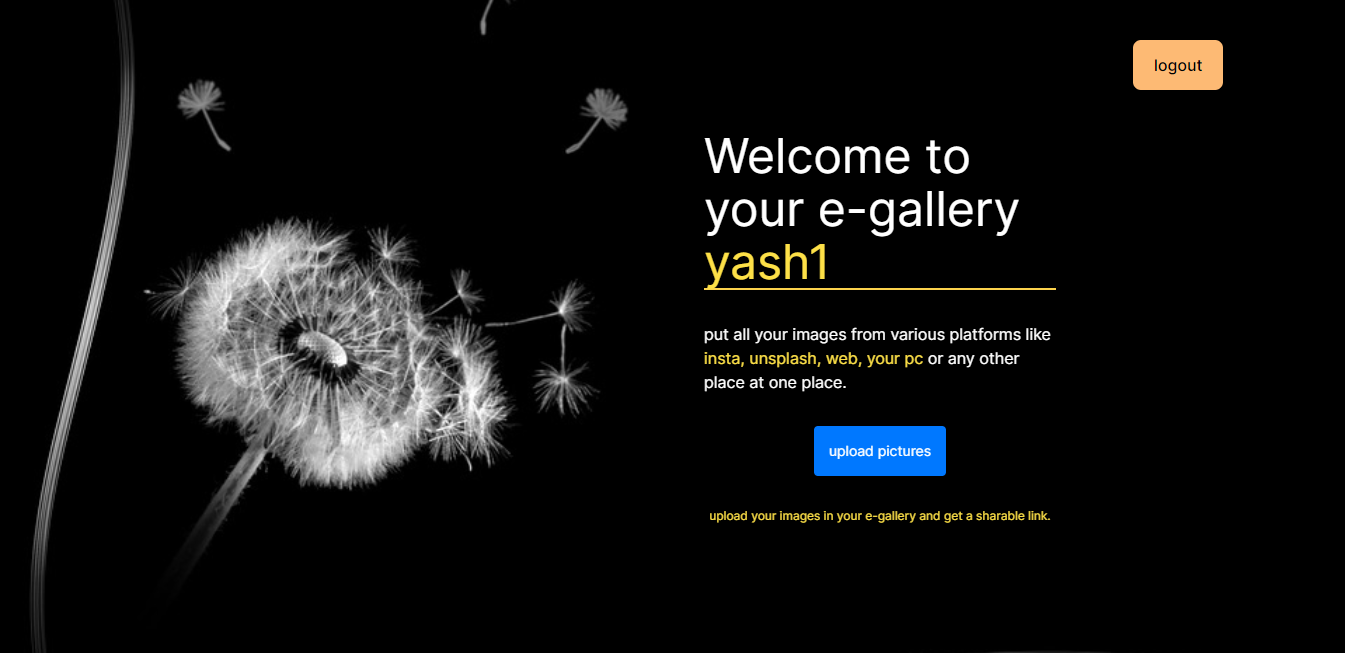 logout
Welcome to
your e-gallery
yash1
put all your images from various platforms like
insta, unsplash, web, your pc or any other
place at one place.
upload pictures
upload your images in your e-gallery and get a sharable link.